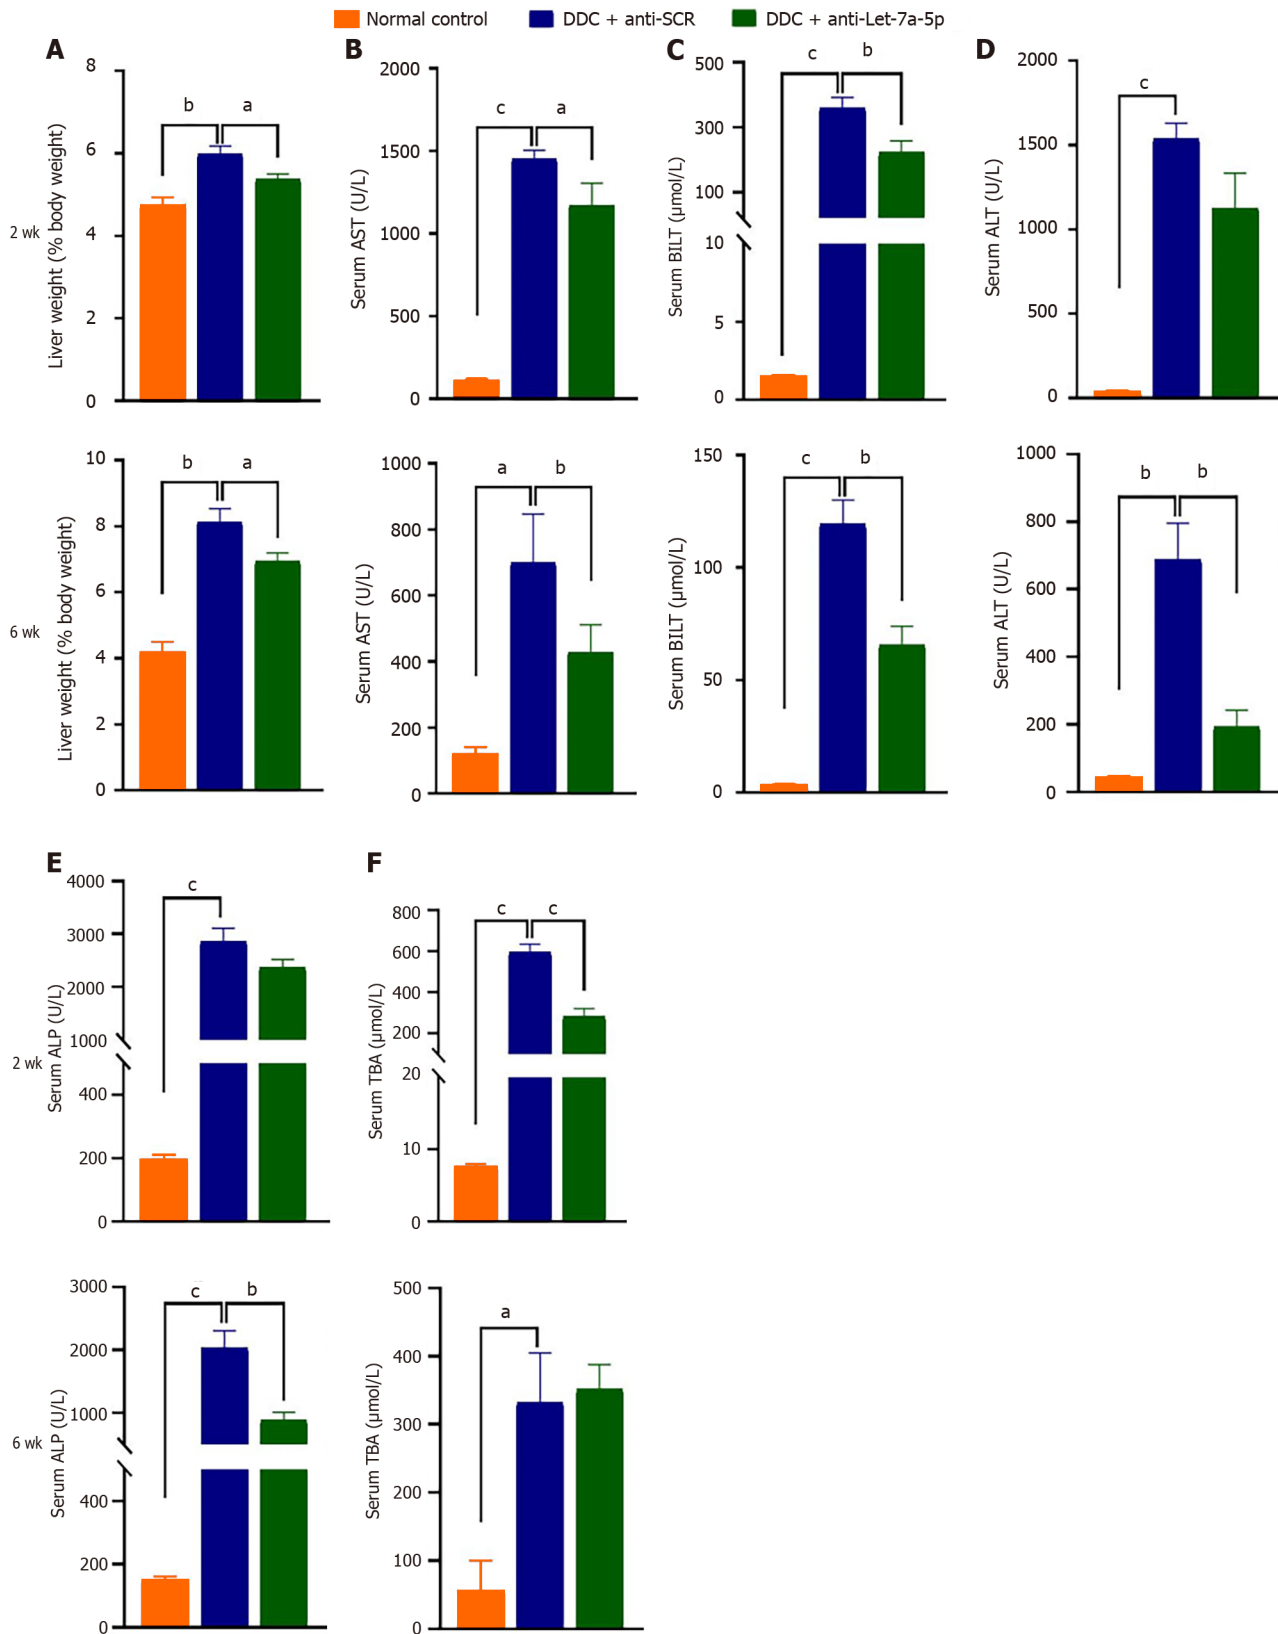 Normal control DDC + anti-SCR DDC + anti-Let-7a-5p
A
8
6
4
2
0
Liver weight (% body weight)
b a
2 wk
B
2000
1500
1000
500
0
Serum AST (U/L)
c a
C
500
300
100
10
5
0
Serum BILT (μmol/L)
c b
D
2000
1500
1000
500
0
Serum ALT (U/L)
c
6 wk
10
8
6
4
2
0
Liver weight (% body weight)
b a
1000
800
600
400
200
0
Serum AST (U/L)
a b
150
100
50
0
Serum BILT (μmol/L)
c b
1000
800
600
400
200
0
Serum ALT (U/L)
b b
E
4000
3000
2000
1000
400
200
0
Serum ALP (U/L)
c
2 wk
F
800
600
400
200
20
10
0
Serum TBA (μmol/L)
c c
6 wk
3000
2000
1000
400
200
0
Serum ALP (U/L)
c b
500
400
300
200
100
0
Serum TBA (μmol/L)
a